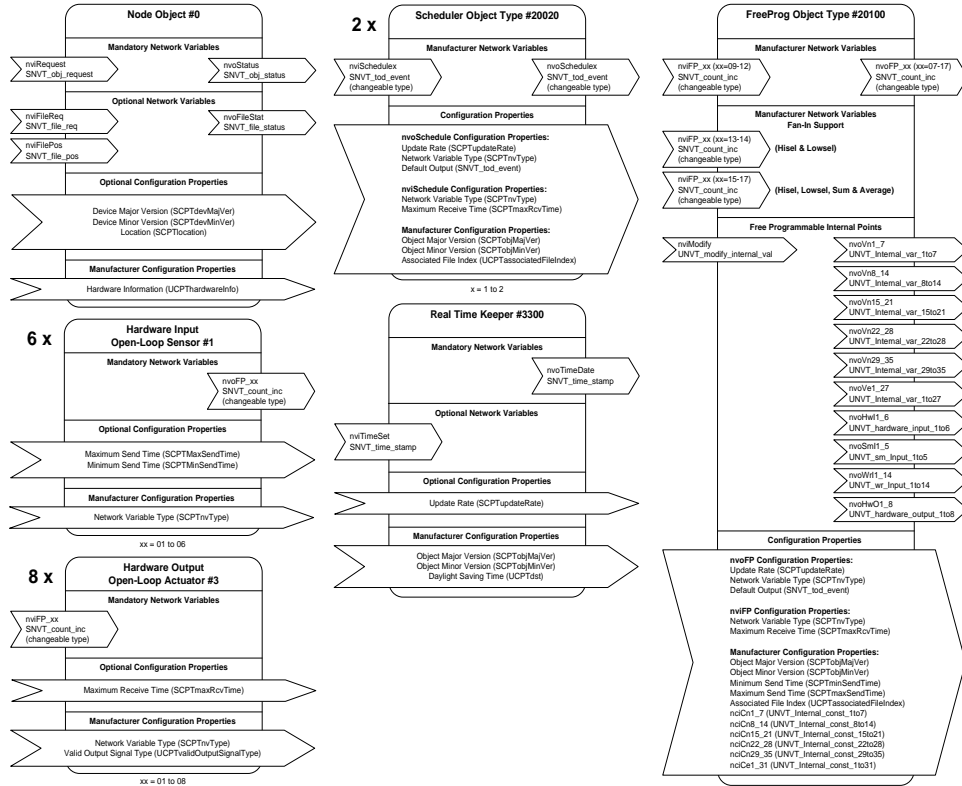 Node Object #0
Mandatory Network Variables
nviRequest
SNVT_obj_request
nvoStatus
SNVT_obj_status
Optional Network Variables
nviFileReq
SNVT_file_req
nvoFileStat
SNVT_file_status
nviFilePos
SNVT_file_pos
Optional Configuration Properties
Device Major Version (SCPTdevMajVer)
Device Minor Version (SCPTdevMinVer)
Location (SCPTlocation)
Manufacturer Configuration Properties
Hardware Information (UCPThardwareInfo)
6 x
Hardware Input
Open-Loop Sensor #1
Mandatory Network Variables
nvoFP_xx
SNVT_count_inc
(changeable type)
Optional Configuration Properties
Maximum Send Time (SCPTMaxSendTime)
Minimum Send Time (SCPTMinSendTime)
Manufacturer Configuration Properties
Network Variable Type (SCPTnvType)
xx = 01 to 06
8 x
Hardware Output
Open-Loop Actuator #3
Mandatory Network Variables
nviFP_xx
SNVT_count_inc
(changeable type)
Optional Configuration Properties
Maximum Receive Time (SCPTmaxRcvTime)
Manufacturer Configuration Properties
Network Variable Type (SCPTnvType)
Valid Output Signal Type (UCPTvalidOutputSignalType)
xx = 01 to 08
2 x
Scheduler Object Type #20020
Manufacturer Network Variables
nviSchedulex
SNVT_tod_event
(changeable type)
nvoSchedulex
SNVT_tod_event
(changeable type)
Configuration Properties
nvoSchedule Configuration Properties:
Update Rate (SCPTupdateRate)
Network Variable Type (SCPTnvType)
Default Output (SNVT_tod_event)
nviSchedule Configuration Properties:
Network Variable Type (SCPTnvType)
Maximum Receive Time (SCPTmaxRcvTime)
Manufacturer Configuration Properties:
Object Major Version (SCPTobjMajVer)
Object Minor Version (SCPTobjMinVer)
Associated File Index (UCPTassociatedFileIndex)
x = 1 to 2
Real Time Keeper #3300
Mandatory Network Variables
nvoTimeDate
SNVT_time_stamp
Optional Network Variables
nviTimeSet
SNVT_time_stamp
Optional Configuration Properties
Update Rate (SCPTupdateRate)
Manufacturer Configuration Properties
Object Major Version (SCPTobjMajVer)
Object Minor Version (SCPTobjMinVer)
Daylight Saving Time (UCPTdst)
FreeProg Object Type #20100
Manufacturer Network Variables
nviFP_xx (xx=09-12)
SNVT_count_inc
(changeable type)
nvoFP_xx (xx=07-17)
SNVT_count_inc
(changeable type)
Manufacturer Network Variables
Fan-In Support
nviFP_xx (xx=13-14)
SNVT_count_inc
(changeable type)
(Hisel & Lowsel)
nviFP_xx (xx=15-17)
SNVT_count_inc
(changeable type)
(Hisel, Lowsel, Sum & Average)
Free Programmable Internal Points
nviModify
UNVT_modify_internal_val
nvoVn1_7
UNVT_Internal_var_1to7
nvoVn8_14
UNVT_Internal_var_8to14
nvoVn15_21
UNVT_Internal_var_15to21
nvoVn22_28
UNVT_Internal_var_22to28
nvoVn29_35
UNVT_Internal_var_29to35
nvoVe1_27
UNVT_Internal_var_1to27
nvoHwI1_6
UNVT_hardware_input_1to6
nvoSmI1_5
UNVT_sm_Input_1to5
nvoWrI1_14
UNVT_wr_Input_1to14
nvoHwO1_8
UNVT_hardware_output_1to8
Configuration Properties
nvoFP Configuration Properties:
Update Rate (SCPTupdateRate)
Network Variable Type (SCPTnvType)
Default Output (SNVT_tod_event)
nviFP Configuration Properties:
Network Variable Type (SCPTnvType)
Maximum Receive Time (SCPTmaxRcvTime)
Manufacturer Configuration Properties:
Object Major Version (SCPTobjMajVer)
Object Minor Version (SCPTobjMinVer)
Minimum Send Time (SCPTminSendTime)
Maximum Send Time (SCPTmaxSendTime)
Associated File Index (UCPTassociatedFileIndex)
nciCn1_7 (UNVT_Internal_const_1to7)
nciCn8_14 (UNVT_Internal_const_8to14)
nciCn15_21 (UNVT_Internal_const_15to21)
nciCn22_28 (UNVT_Internal_const_22to28)
nciCn29_35 (UNVT_Internal_const_29to35)
nciCe1_31 (UNVT_Internal_const_1to31)